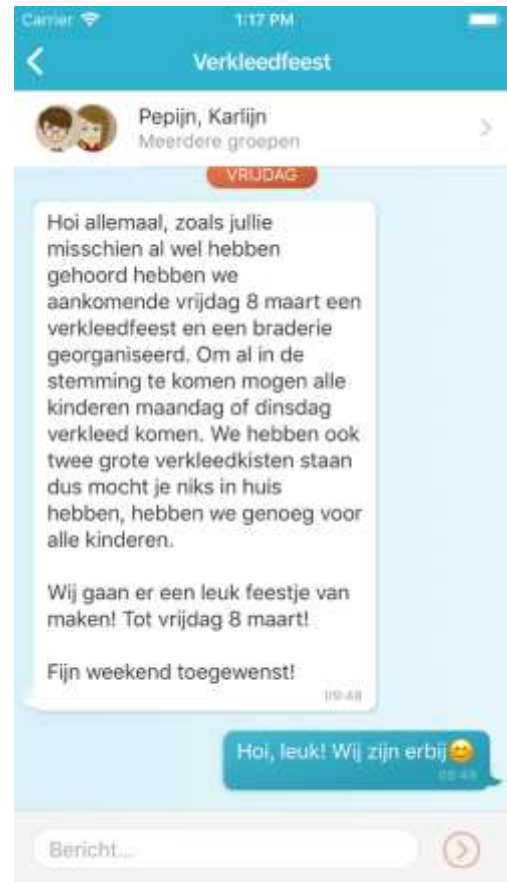 Carrier 1:17 PM
Verkleedfeest
Pepijn, Karlijn
Meerdere groepen
VRIJDAG
Hoi allemaal, zoals jullie
misschien al wel hebben
gehoord hebben we
aankomende vrijdag 8 maart een
verkleedfeest en een braderie
georganiseerd. Om al in de
stemming te komen mogen alle
kinderen maandag of dinsdag
verkleed komen. We hebben ook
twee grote verkleedkisten staan
dus mocht je niks in huis
hebben, hebben we genoeg voor
alle kinderen.
Wij gaan er een leuk feestje van
maken! Tot vrijdag 8 maart!
Fijn weekend toegewenst!
09:48
Hoi, leuk! Wij zijn erbij😊
Bericht...